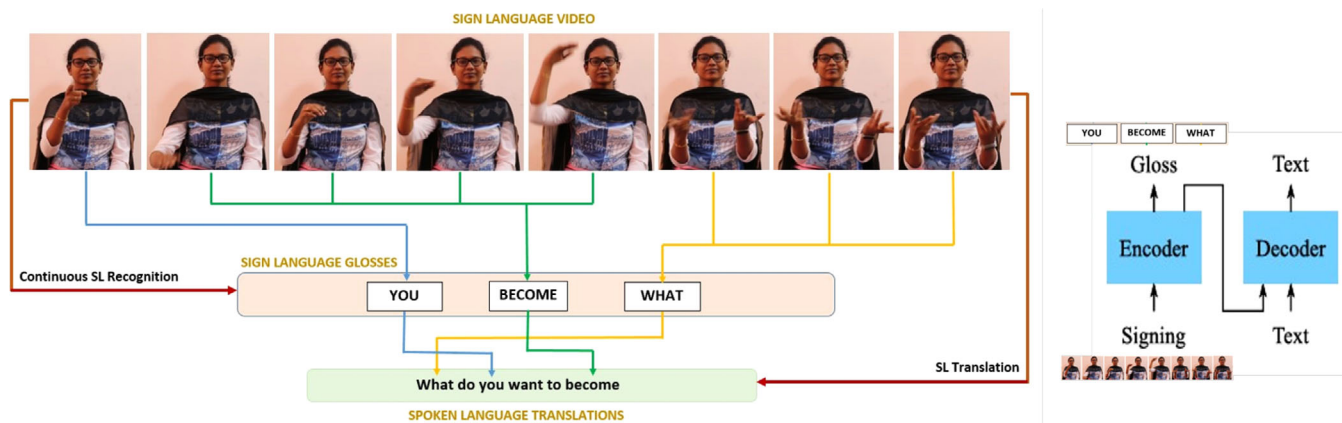 SIGN LANGUAGE VIDEO
Continuous SL Recognition
SIGN LANGUAGE GLOSSES
YOU
BECOME
WHAT
SL Translation
What do you want to become
SPOKEN LANGUAGE TRANSLATIONS
YOU
BECOME
WHAT
Gloss
Text
Encoder
Decoder
Signing
Text